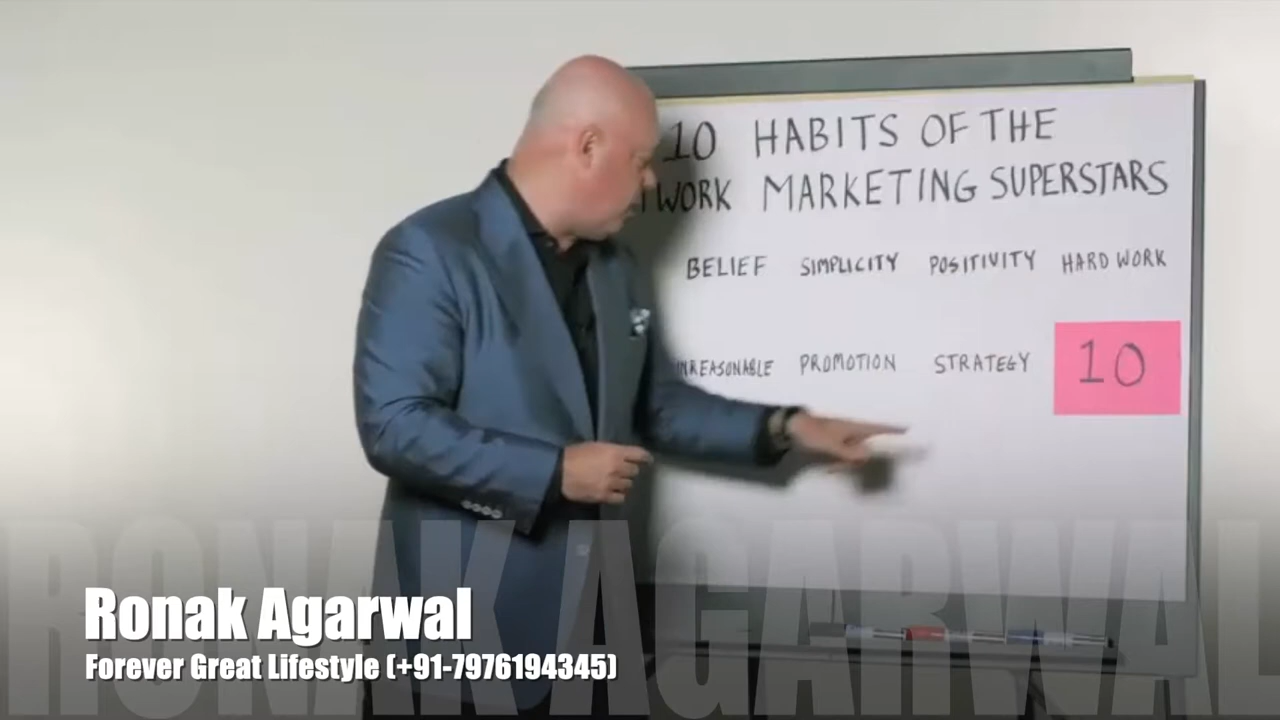 10 HABITS OF THE
WORK MARKETING SUPERSTARS
BELIEF SIMPLICITY POSITIVITY HARD WORK
PROMOTION STRATEGY 10
RONAK AGARWAL
Ronak Agarwal
Forever Great Lifestyle (+91-7976194345)